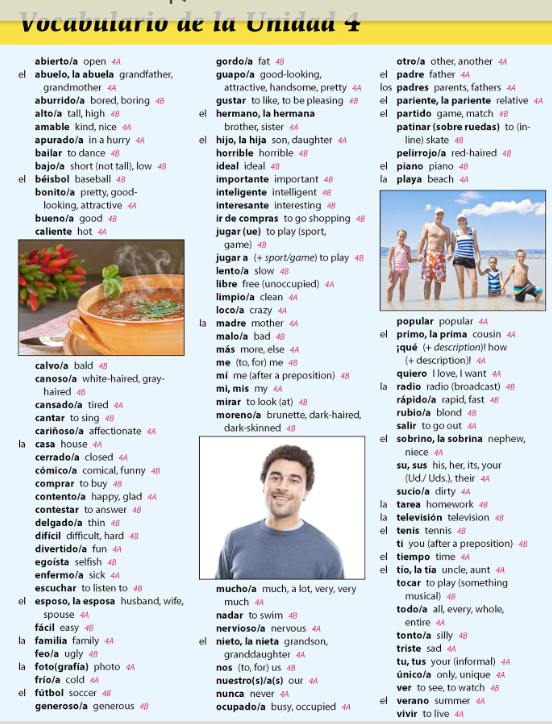 Vocabulario de la Unidad 4
abierto/a open 4A
el abuelo, la abuela grandfather,
grandmother 4A
aburrido/a bored, boring 4B
alto/a tall, high 4B
amable kind, nice 4A
apurado/a in a hurry 4A
bailar to dance 4B
bajo/a short (not tall), low 4B
el béisbol baseball 4B
bonito/a pretty, good-
looking, attractive 4A
bueno/a good 4B
caliente hot 4A
calvo/a bald 4B
canoso/a white-haired, gray-
haired 4B
cansado/a tired 4A
cantar to sing 4B
cariñoso/a affectionate 4A
la casa house 4A
cerrado/a closed 4A
cómico/a comical, funny 4B
comprar to buy 4B
contento/a happy, glad 4A
contestar to answer 4B
delgado/a thin 4B
difícil difficult, hard 4B
divertido/a fun 4A
egoísta selfish 4B
enfermo/a sick 4A
escuchar to listen to 4B
el esposo, la esposa husband, wife,
spouse 4A
fácil easy 4B
la familia family 4A
feo/a ugly 4B
la foto(grafía) photo 4A
frío/a cold 4A
el fútbol soccer 4B
generoso/a generous 4B
gordo/a fat 4B
guapo/a good-looking,
attractive, handsome, pretty 4A
gustar to like, to be pleasing 4B
el hermano, la hermana
brother, sister 4A
el hijo, la hija son, daughter 4A
horrible horrible 4B
ideal ideal 4B
importante important 4B
inteligente intelligent 4B
interesante interesting 4B
ir de compras to go shopping 4B
jugar (ue) to play (sport,
game) 4B
jugar a (+ sport/game) to play 4B
lento/a slow 4B
libre free (unoccupied) 4A
limpio/a clean 4A
loco/a crazy 4A
la madre mother 4A
malo/a bad 4B
más more, else 4A
me (to, for) me 4B
mí me (after a preposition) 4B
mi, mis my 4A
mirar to look (at) 4B
moreno/a brunette, dark-haired,
dark-skinned 4B
mucho/a much, a lot, very, very
much 4A
nadar to swim 4B
nervioso/a nervous 4A
el nieto, la nieta grandson,
granddaughter 4A
nos (to, for) us 4B
nuestro(s)/a(s) our 4A
nunca never 4A
ocupado/a busy, occupied 4A
otro/a other, another 4A
el padre father 4A
los padres parents, fathers 4A
el pariente, la pariente relative 4A
el partido game, match 4B
patinar (sobre ruedas) to (in-
line) skate 4B
pelirrojo/a red-haired 4B
el piano piano 4B
la playa beach 4A
popular popular 4A
el primo, la prima cousin 4A
¡qué (+ description)! how
(+ description)! 4A
quiero I love, I want 4A
la radio radio (broadcast) 4B
rápido/a rapid, fast 4B
rubio/a blond 4B
salir to go out 4A
el sobrino, la sobrina nephew,
niece 4A
su, sus his, her, its, your
(Ud./ Uds.), their 4A
sucio/a dirty 4A
la tarea homework 4B
la televisión television 4B
el tenis tennis 4B
ti you (after a preposition) 4B
el tiempo time 4A
el tío, la tía uncle, aunt 4A
tocar to play (something
musical) 4B
todo/a all, every, whole,
entire 4A
tonto/a silly 4B
triste sad 4A
tu, tus your (informal) 4A
único/a only, unique 4A
ver to see, to watch 4B
el verano summer 4A
vivir to live 4A